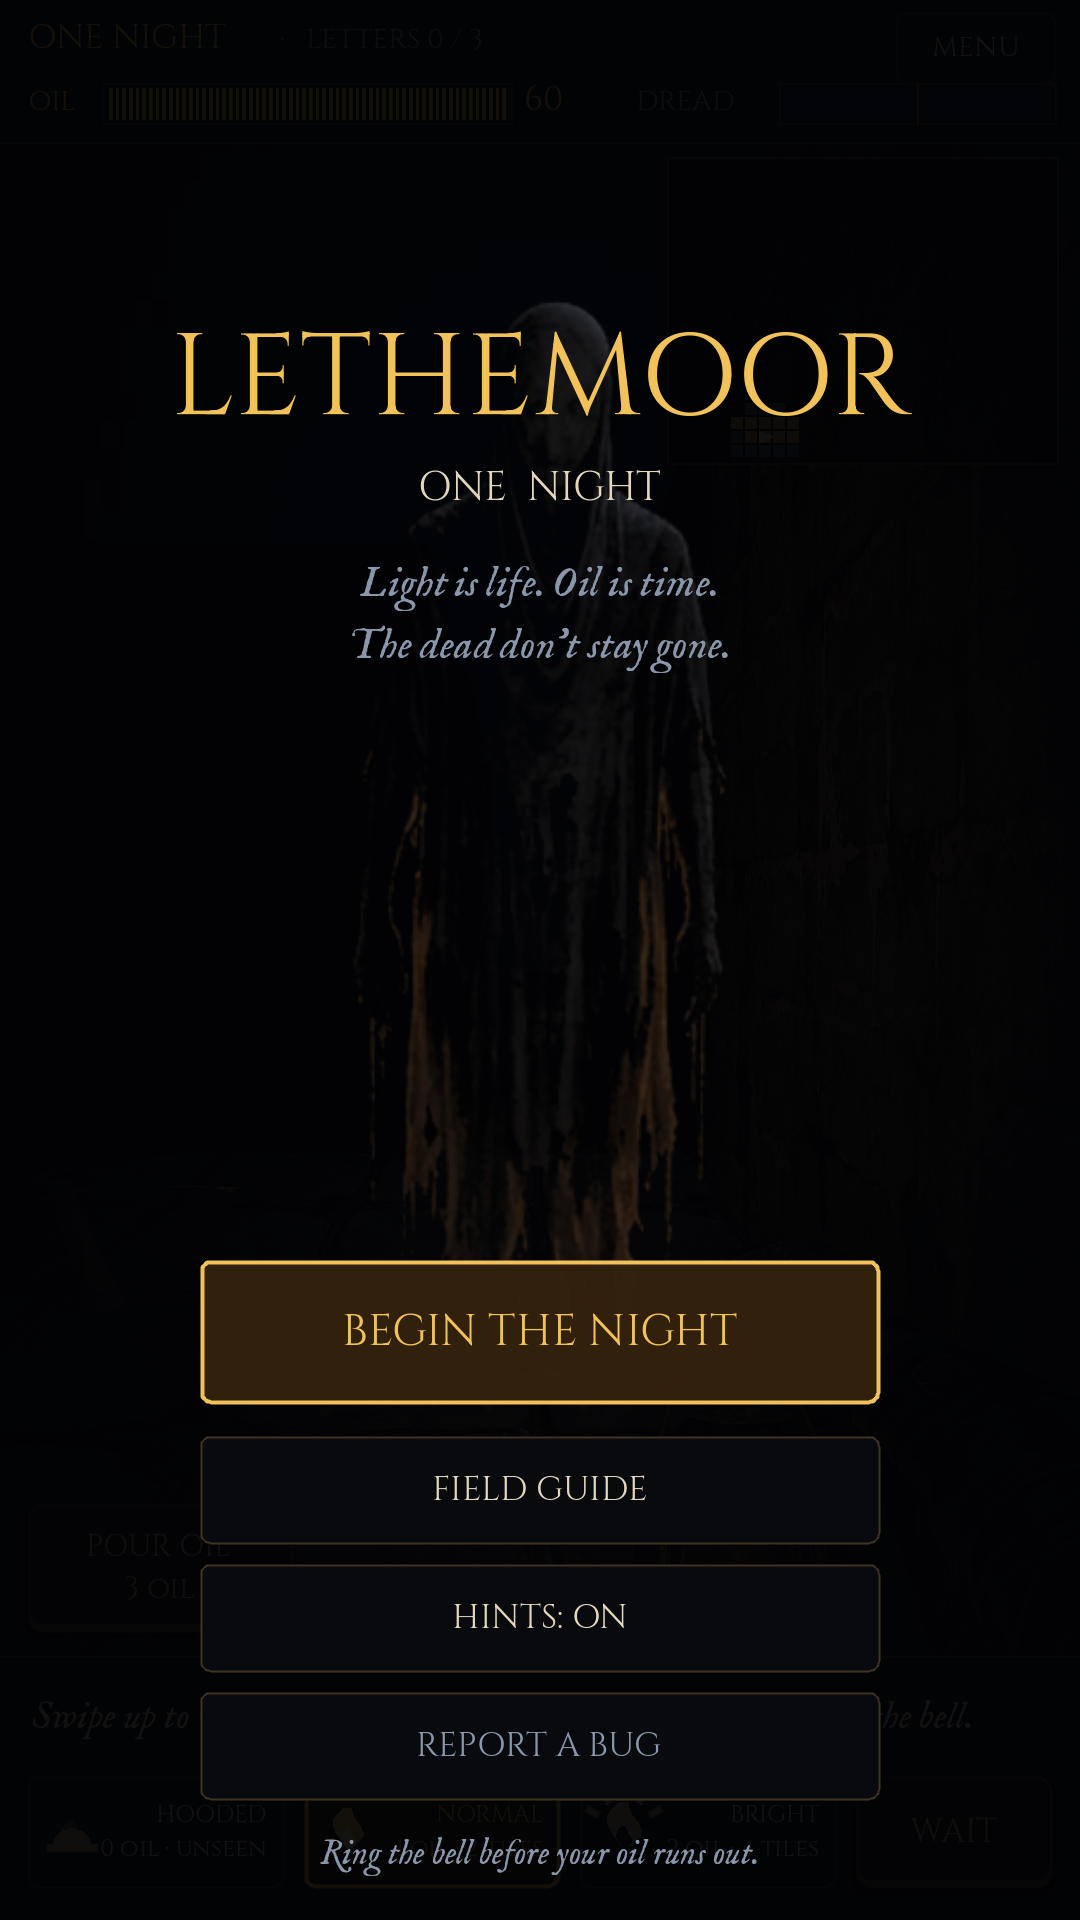 ONE NIGHT · LETTERS 0 / 3
MENU
OIL 60 DREAD
LETHEMOOR
ONE NIGHT
Light is life. Oil is time.
The dead don't stay gone.
BEGIN THE NIGHT
FIELD GUIDE
POUR OIL
3 OIL
HINTS: ON
Swipe up to
the bell.
REPORT A BUG
HOODED
0 OIL · UNSEEN
NORMAL
BRIGHT
TILES
WAIT
Ring the bell before your oil runs out.